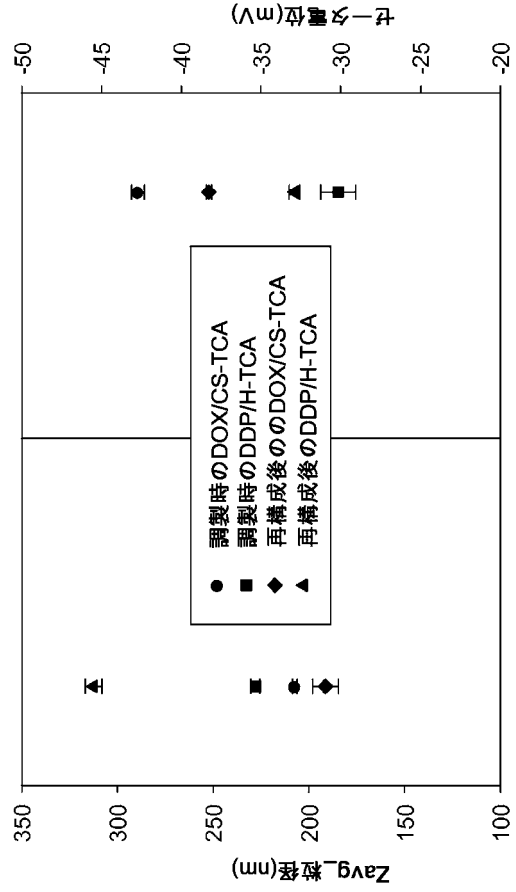 Zavg_粒径(nm)
350
300
250
200
150
100
調製時のDOX/CS-TCA
調製時のDDP/H-TCA
再構成後ののDOX/CS-TCA
再構成後のDDP/H-TCA
-50
-45
-40
-35
-30
-25
-20
ゼータ電位(mV)